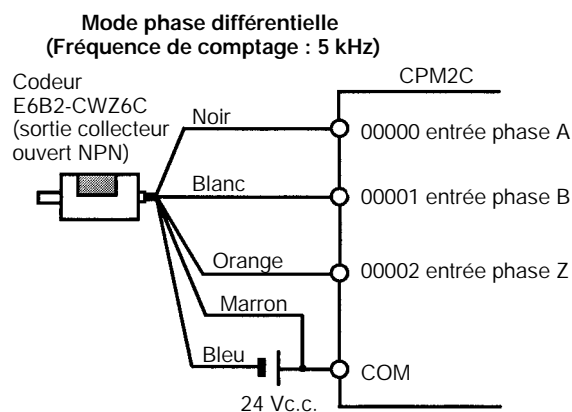 Mode phase différentielle
(Fréquence de comptage : 5 kHz)
Codeur
E6B2-CWZ6C
(sortie collecteur
ouvert NPN)
CPM2C
Noir
00000 entrée phase A
Blanc
00001 entrée phase B
Orange
00002 entrée phase Z
Marron
Bleu
COM
24 Vc.c.